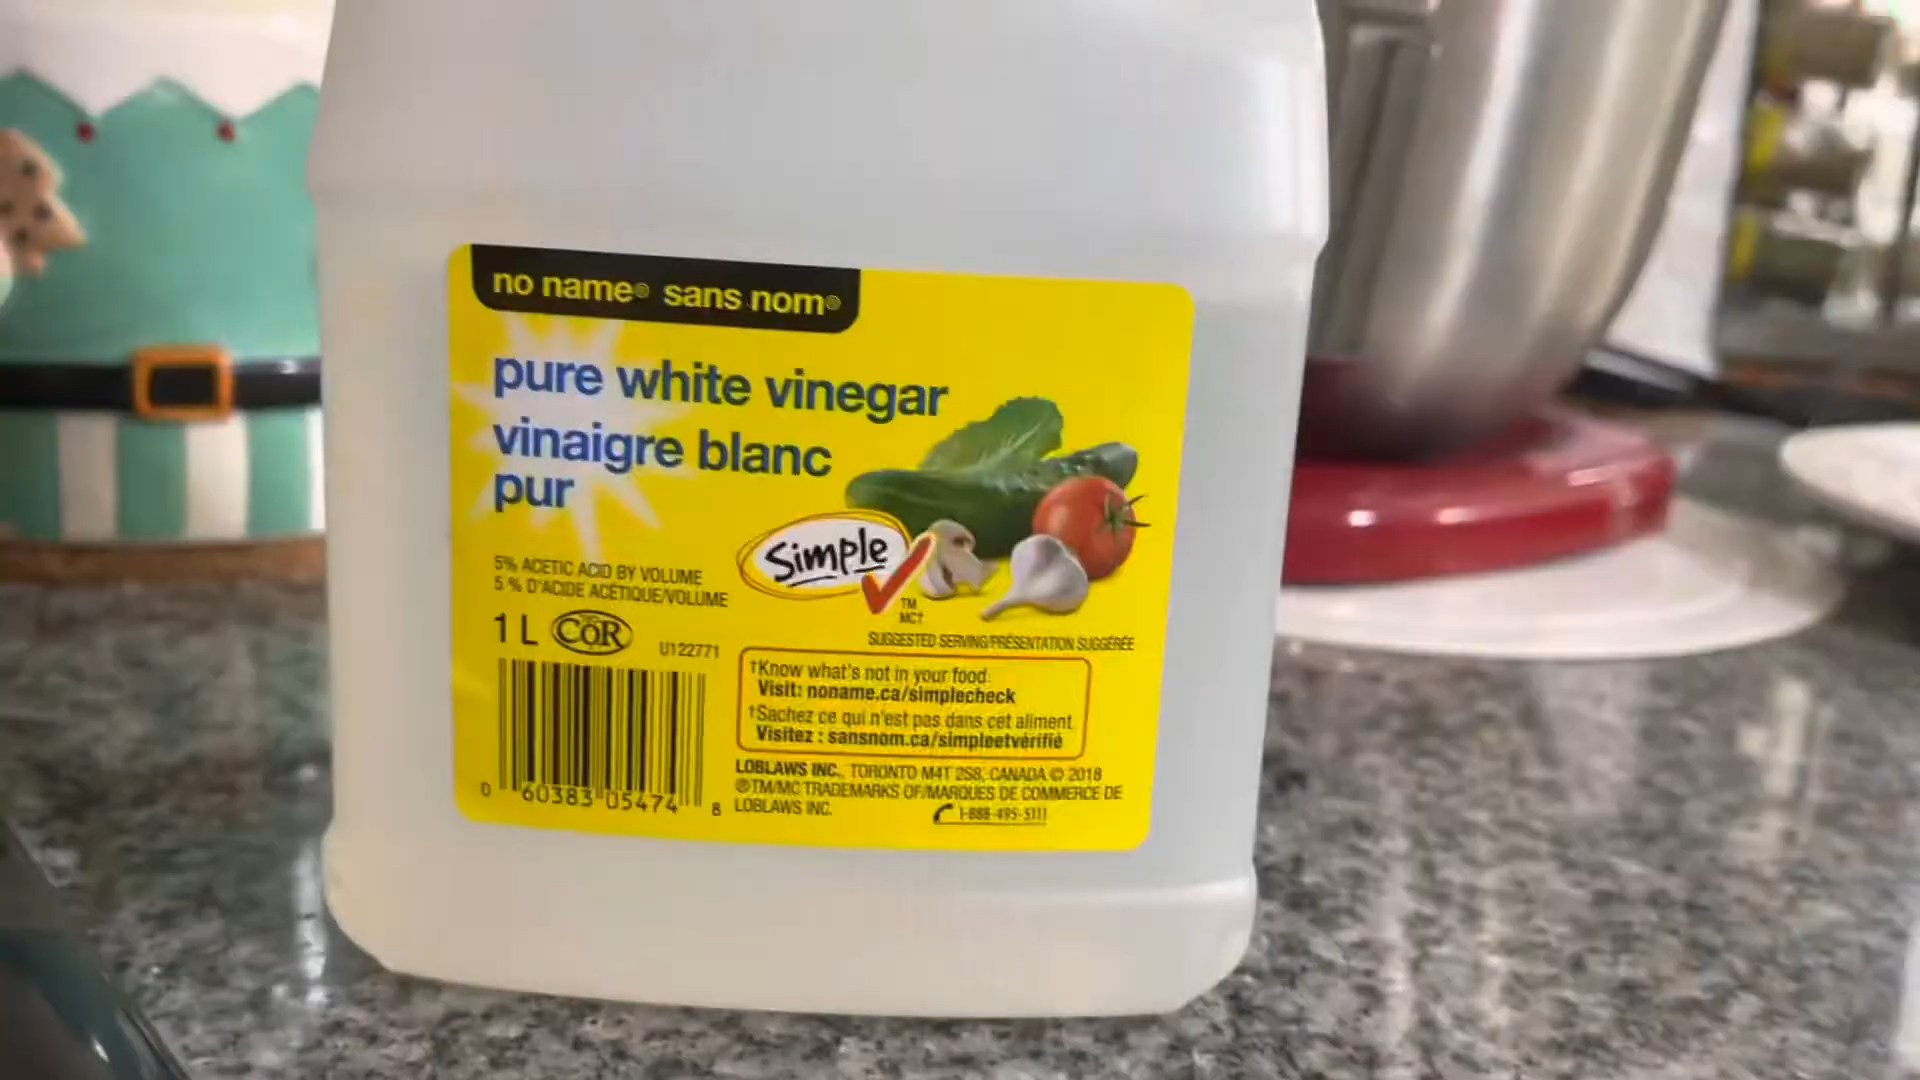 no name® sans nom®
pure white vinegar
vinaigre blanc
pur
Simple
TM
MC†
5% ACETIC ACID BY VOLUME
5 % D'ACIDE ACÉTIQUE/VOLUME
1 L COR
U122771
SUGGESTED SERVING/PRÉSENTATION SUGGÉRÉE
†Know what's not in your food.
Visit: noname.ca/simplecheck
†Sachez ce qui n'est pas dans cet aliment.
Visitez : sansnom.ca/simpleetvérifié
LOBLAWS INC., TORONTO M4T 2S8, CANADA © 2018
®TM/MC TRADEMARKS OF/MARQUES DE COMMERCE DE
LOBLAWS INC.
1-888-495-5111
0 60383 05474 8